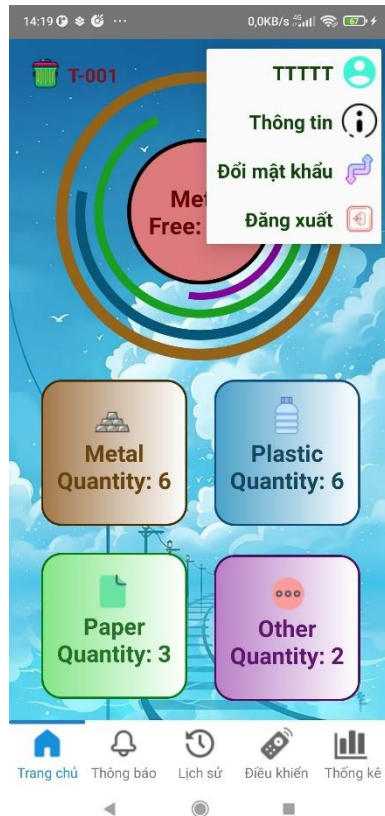 14:19
0,0KB/s 4G 67
T-001
TTTTT
Thông tin
Đổi mật khẩu
Đăng xuất
Free:
Metal
Quantity: 6
Plastic
Quantity: 6
Paper
Quantity: 3
Other
Quantity: 2
Trang chủ
Thông báo
Lịch sử
Điều khiển
Thống kê